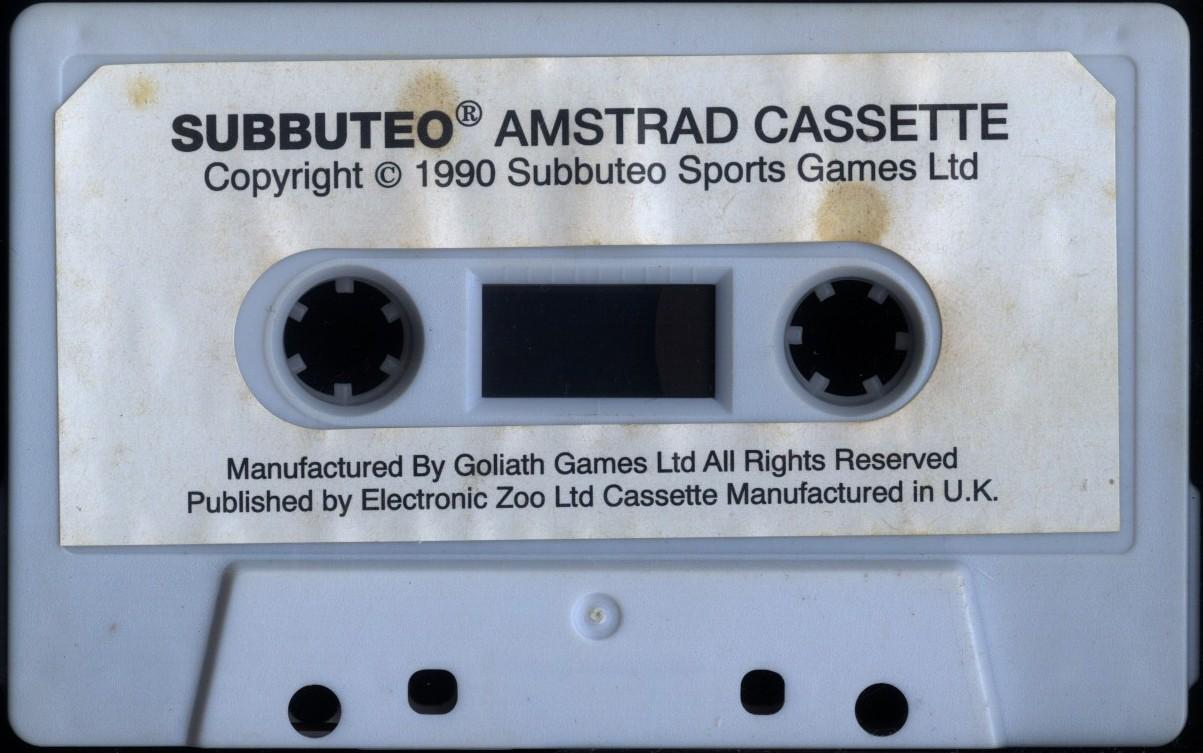 SUBBUTEO® AMSTRAD CASSETTE
Copyright © 1990 Subbuteo Sports Games Ltd
Manufactured By Goliath Games Ltd All Rights Reserved
Published by Electronic Zoo Ltd Cassette Manufactured in U.K.